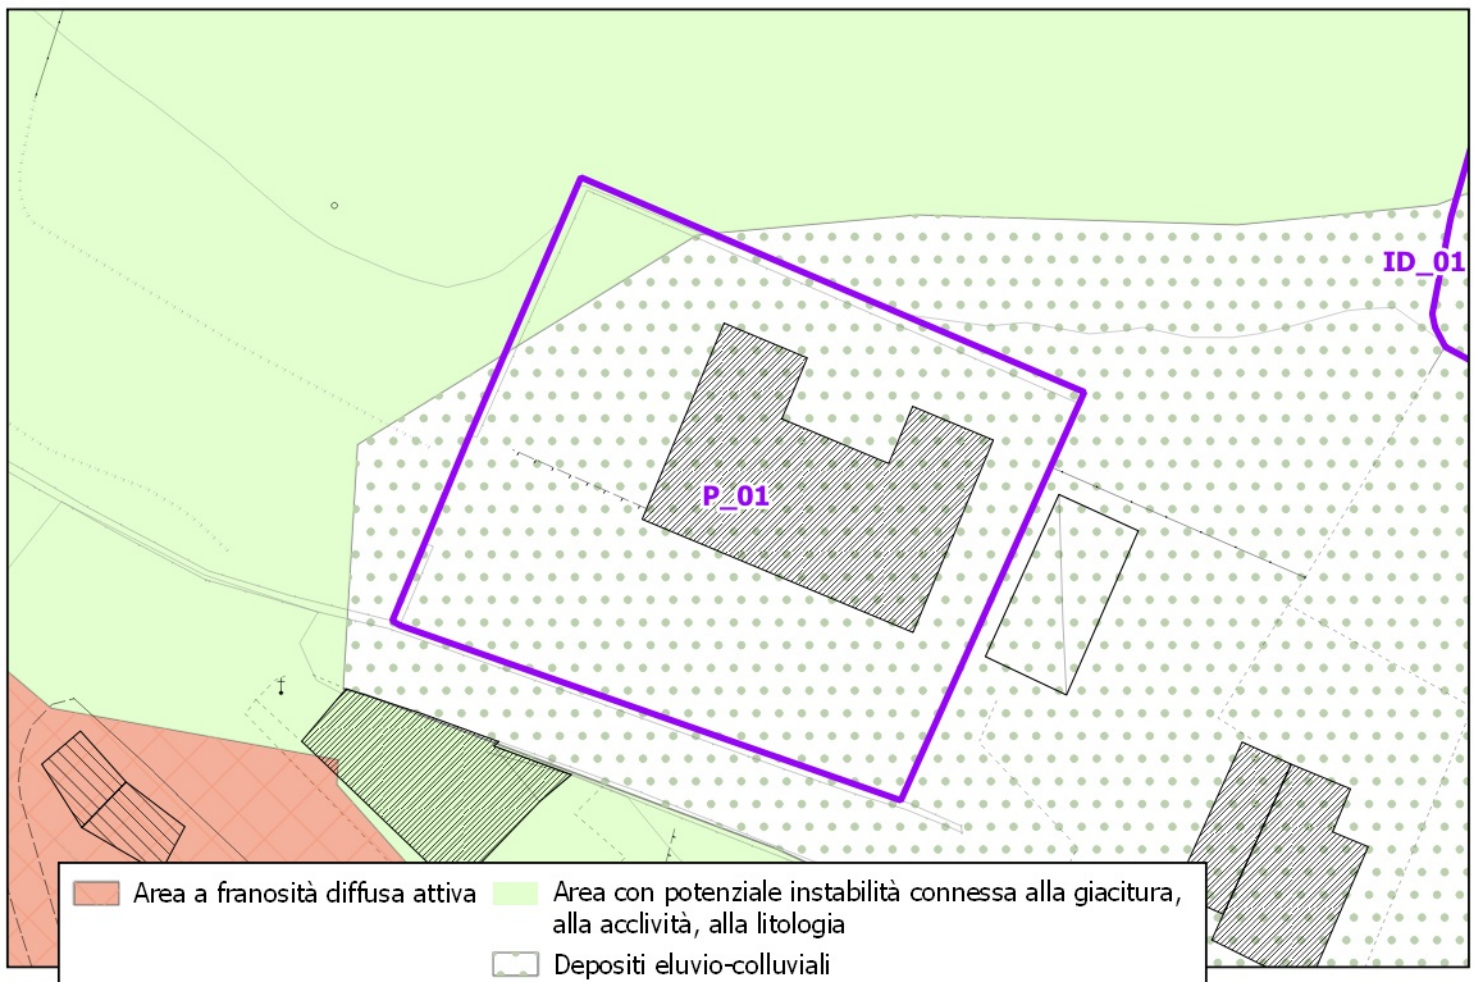 ID_01
P_01
Area a franosità diffusa attiva
Area con potenziale instabilità connessa alla giacitura,
alla acclività, alla litologia
Depositi eluvio-colluviali